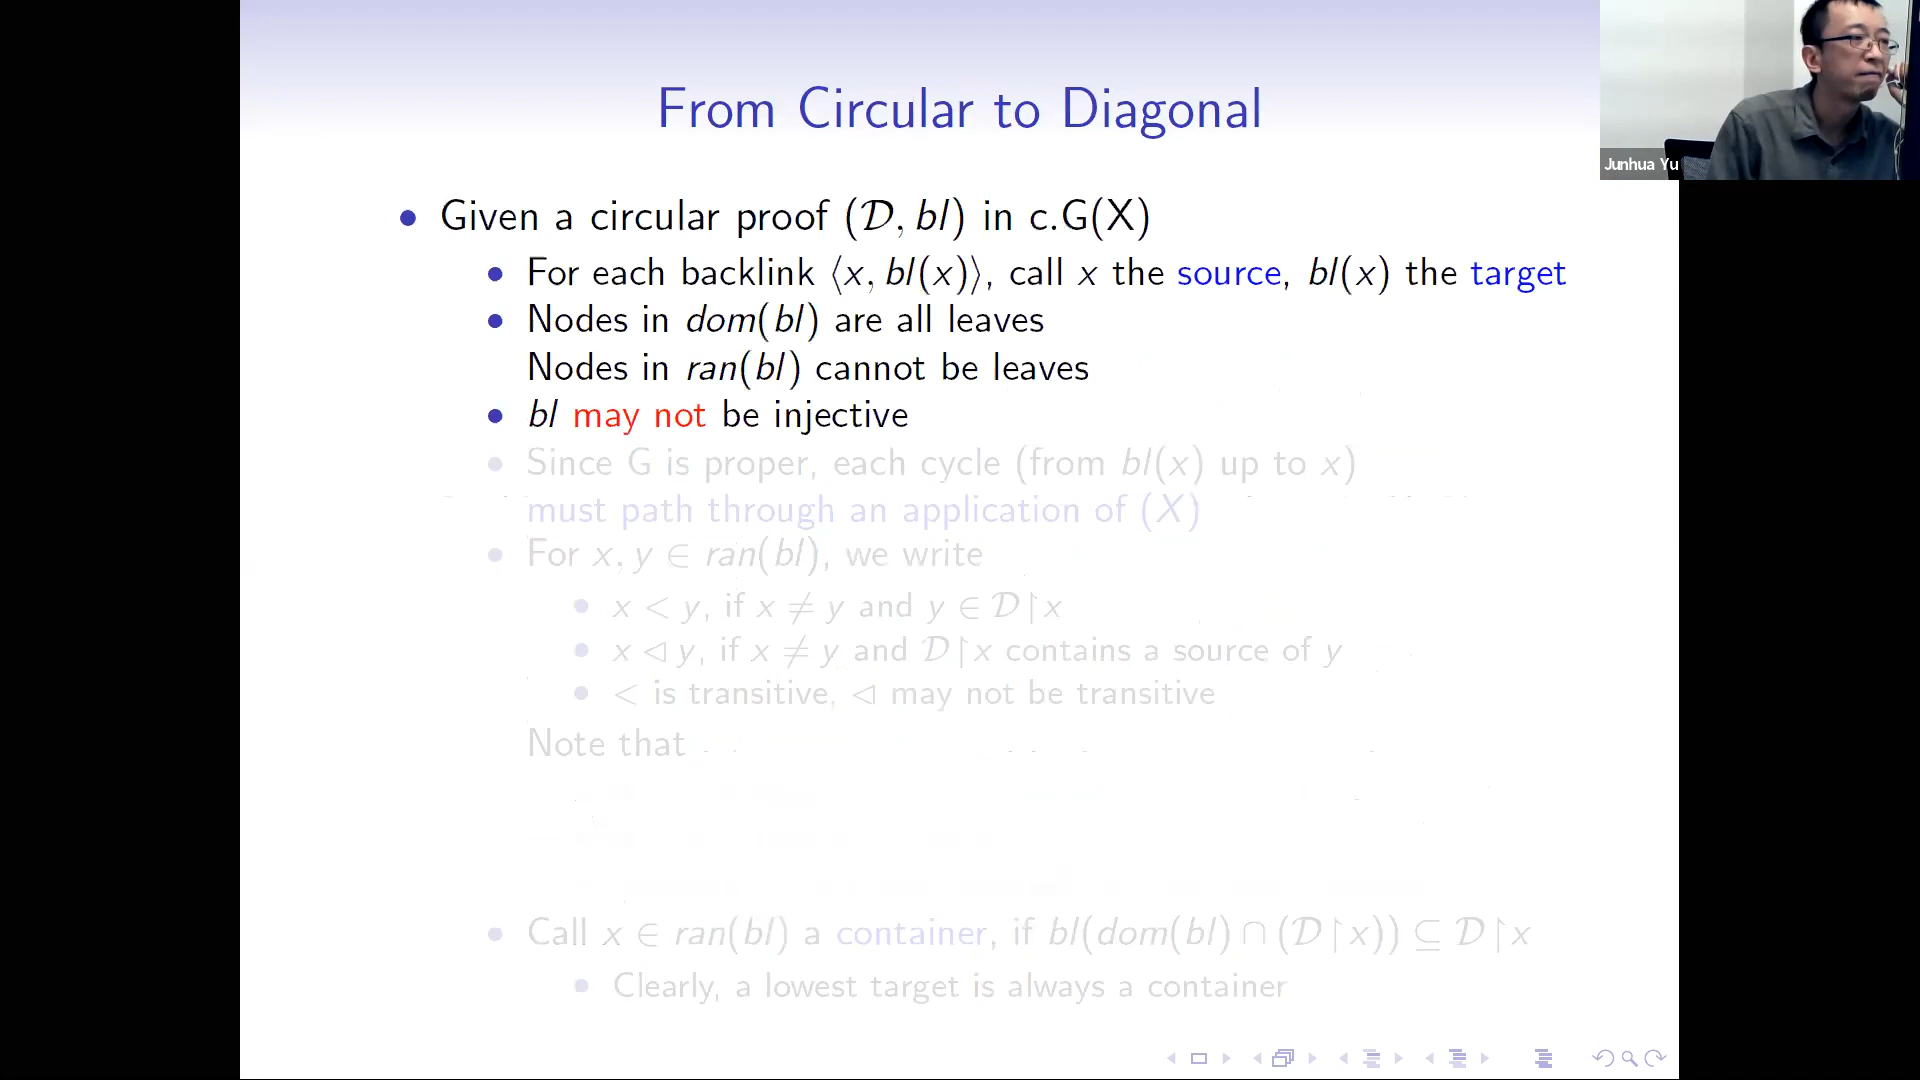 From Circular to Diagonal
Junhua Yu
• Given a circular proof (𝒟, bl) in c.G(X)
• For each backlink ⟨x, bl(x)⟩, call x the source, bl(x) the target
• Nodes in dom(bl) are all leaves
Nodes in ran(bl) cannot be leaves
• bl may not be injective
• Since G is proper, each cycle (from bl(x) up to x)
must path through an application of (X)
• For x, y ∈ ran(bl), we write
• x < y, if x ≠ y and y ∈ 𝒟↾x
• x ◁ y, if x ≠ y and 𝒟↾x contains a source of y
• < is transitive, ◁ may not be transitive
Note that
• Call x ∈ ran(bl) a container, if bl(dom(bl) ∩ (𝒟↾x)) ⊆ 𝒟↾x
• Clearly, a lowest target is always a container